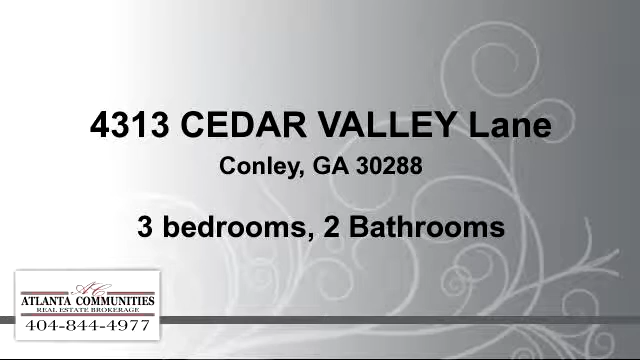 4313 CEDAR VALLEY Lane
Conley, GA 30288
3 bedrooms, 2 Bathrooms
AC
ATLANTA COMMUNITIES
REAL ESTATE BROKERAGE
404-844-4977